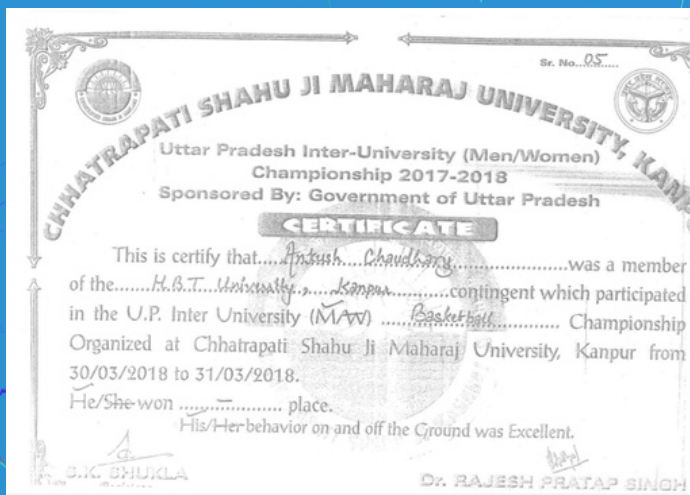 Sr. No. 05
CHHATRAPATI SHAHU JI MAHARAJ UNIVERSITY, KANP
Uttar Pradesh Inter-University (Men/Women)
Championship 2017-2018
Sponsored By: Government of Uttar Pradesh
CERTIFICATE
This is certify that.....Ankush....Chaudhary......................was a member
of the........H.B.T. University., Kanpur...........contingent which participated
in the U.P. Inter University (M/W) .....Basketball............. Championship
Organized at Chhatrapati Shahu Ji Maharaj University, Kanpur from
30/03/2018 to 31/03/2018.
He/She won ..........–........... place.
His/Her behavior on and off the Ground was Excellent.
S.K. SHUKLA
Dr. RAJESH PRATAP SINGH